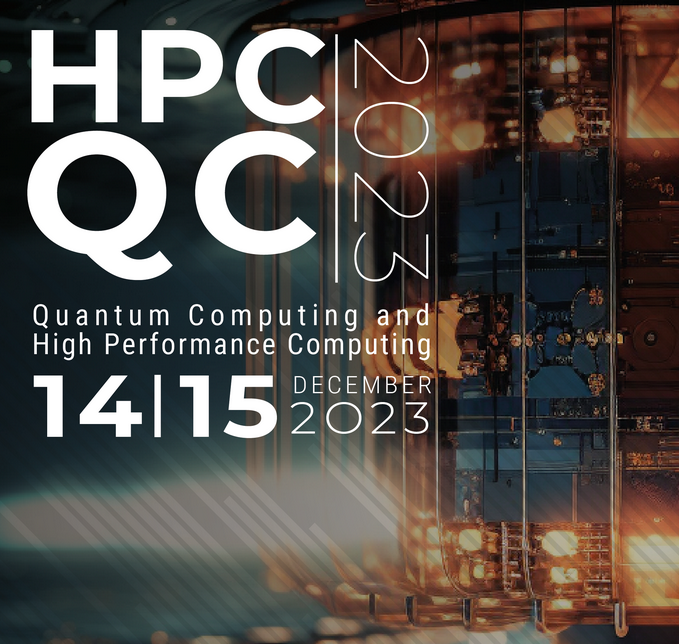 HPC
QC
2023
Quantum Computing and
High Performance Computing
14|15 DECEMBER
2023